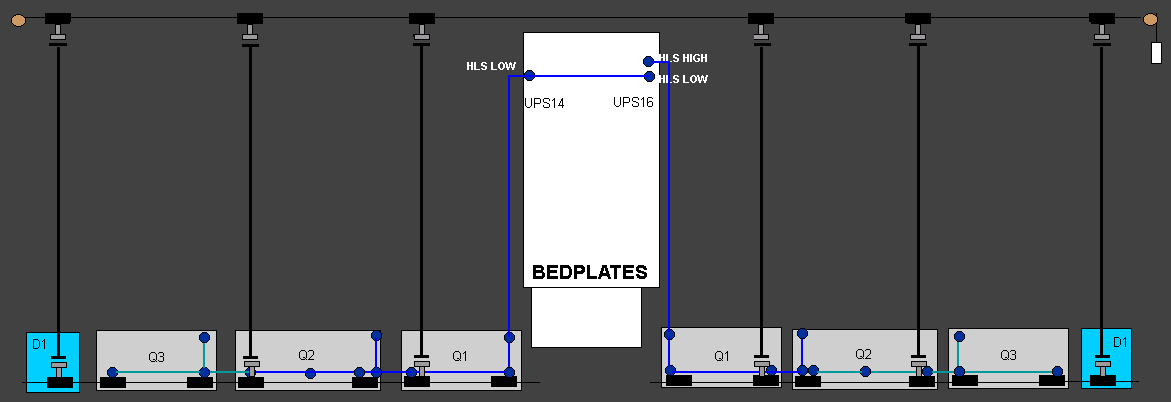 HLS HIGH
HLS LOW
HLS LOW
UPS14
UPS16
BEDPLATES
D1
Q3
Q2
Q1
Q1
Q2
Q3
D1